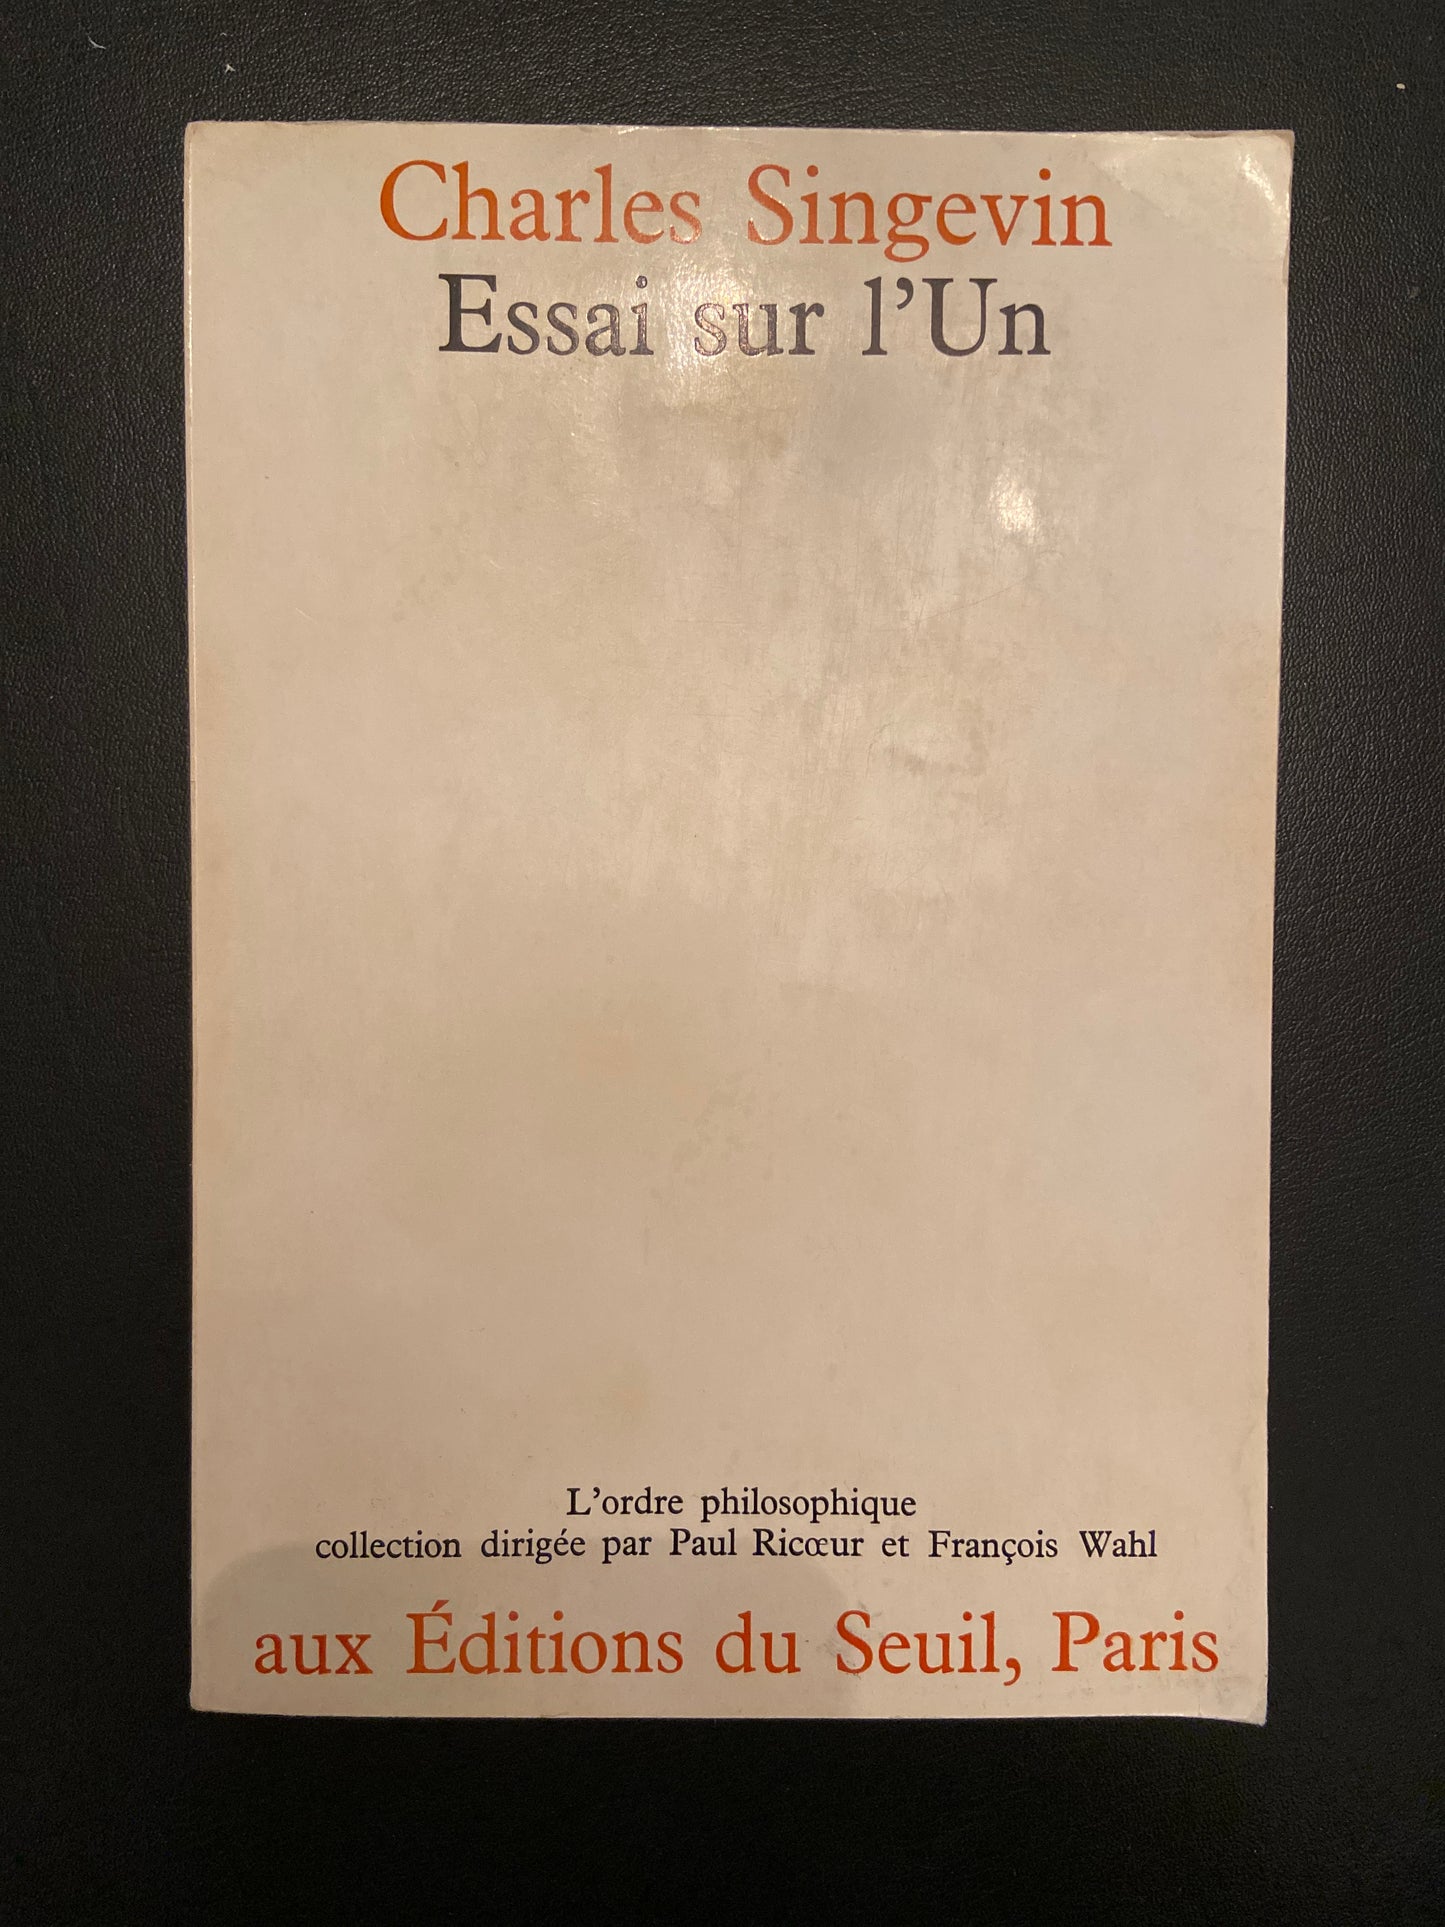 Charles Singevin
Essai sur l’Un
L’ordre philosophique
collection dirigée par Paul Ricœur et François Wahl
aux Éditions du Seuil, Paris